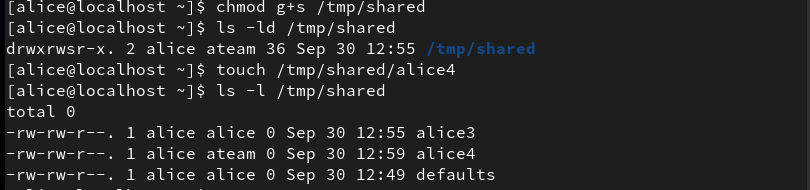 [alice@localhost ~]$ chmod g+s /tmp/shared
[alice@localhost ~]$ ls -ld /tmp/shared
drwxrwsr-x. 2 alice ateam 36 Sep 30 12:55 /tmp/shared
[alice@localhost ~]$ touch /tmp/shared/alice4
[alice@localhost ~]$ ls -l /tmp/shared
total 0
-rw-rw-r--. 1 alice alice 0 Sep 30 12:55 alice3
-rw-rw-r--. 1 alice ateam 0 Sep 30 12:59 alice4
-rw-rw-r--. 1 alice alice 0 Sep 30 12:49 defaults